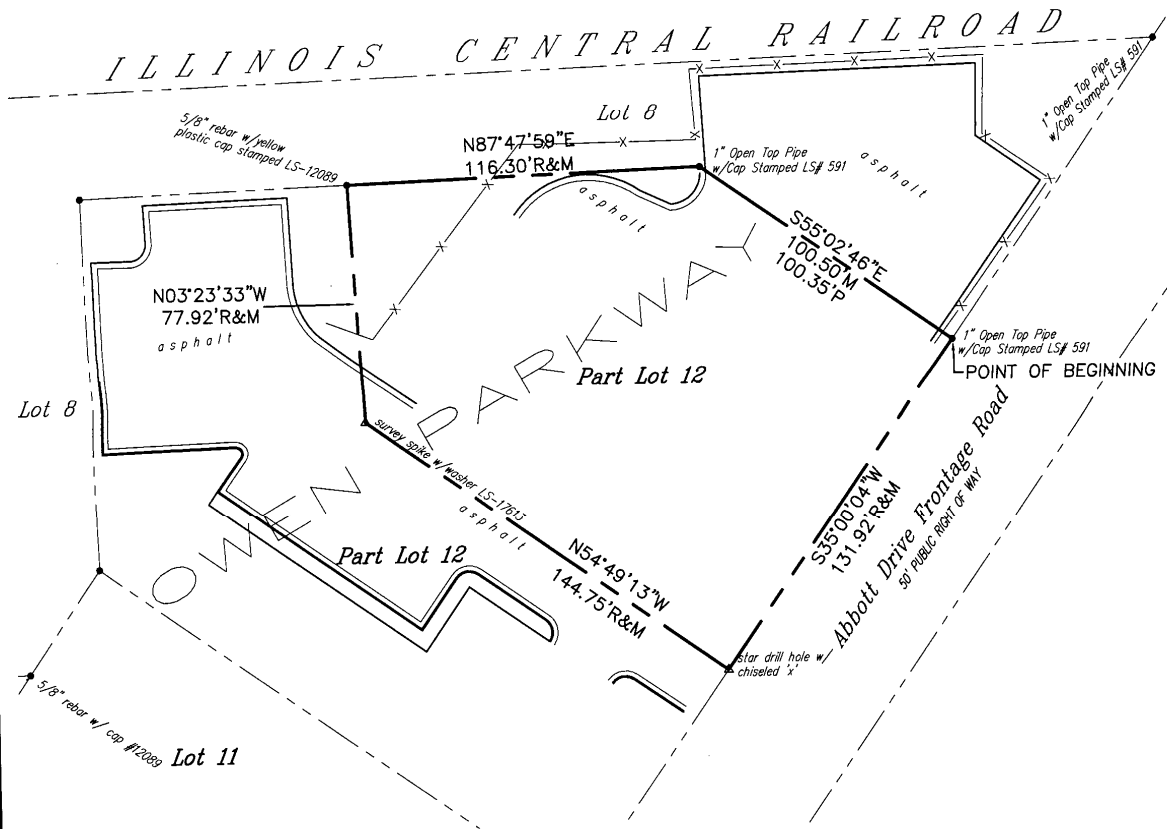 ILLINOIS CENTRAL RAILROAD
1" Open Top Pipe
w/Cap Stamped LS# 591
5/8" rebar w/yellow
plastic cap stamped LS-12089
Lot 8
N87°47'59"E
116.30'R&M
1" Open Top Pipe
w/Cap Stamped LS# 591
asphalt
asphalt
S55°02'46"E
100.50'M
100.35'P
N03°23'33"W
77.92'R&M
asphalt
1" Open Top Pipe
w/Cap Stamped LS# 591
POINT OF BEGINNING
Part Lot 12
Lot 8
OWEN PARKWAY
survey spike w/washer LS-17613
asphalt
Part Lot 12
N54°49'13"W
144.75'R&M
S35°00'04"W
131.92'R&M
Abbott Drive Frontage Road
50' PUBLIC RIGHT OF WAY
star drill hole w/
chiseled 'x'
5/8" rebar w/ cap #12089
Lot 11